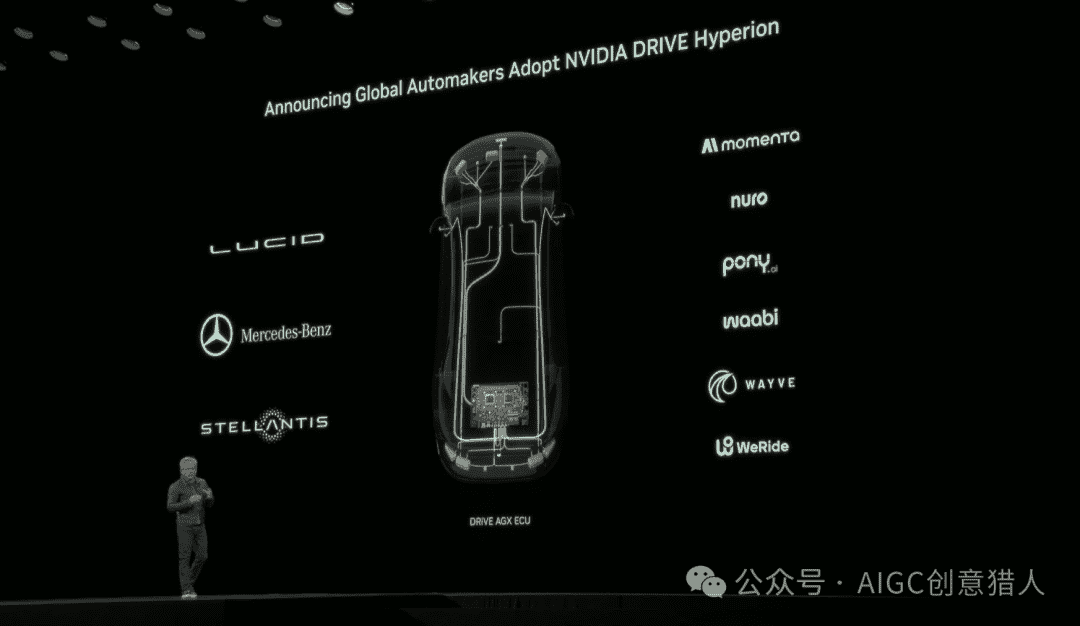 Announcing Global Automakers Adopt NVIDIA DRIVE Hyperion
LUCID
Mercedes-Benz
STELLANTIS
momenta
nuro
pony.ai
waabi
WAYVE
WeRide
DRIVE AGX ECU
公众号 · AIGC创意猎人